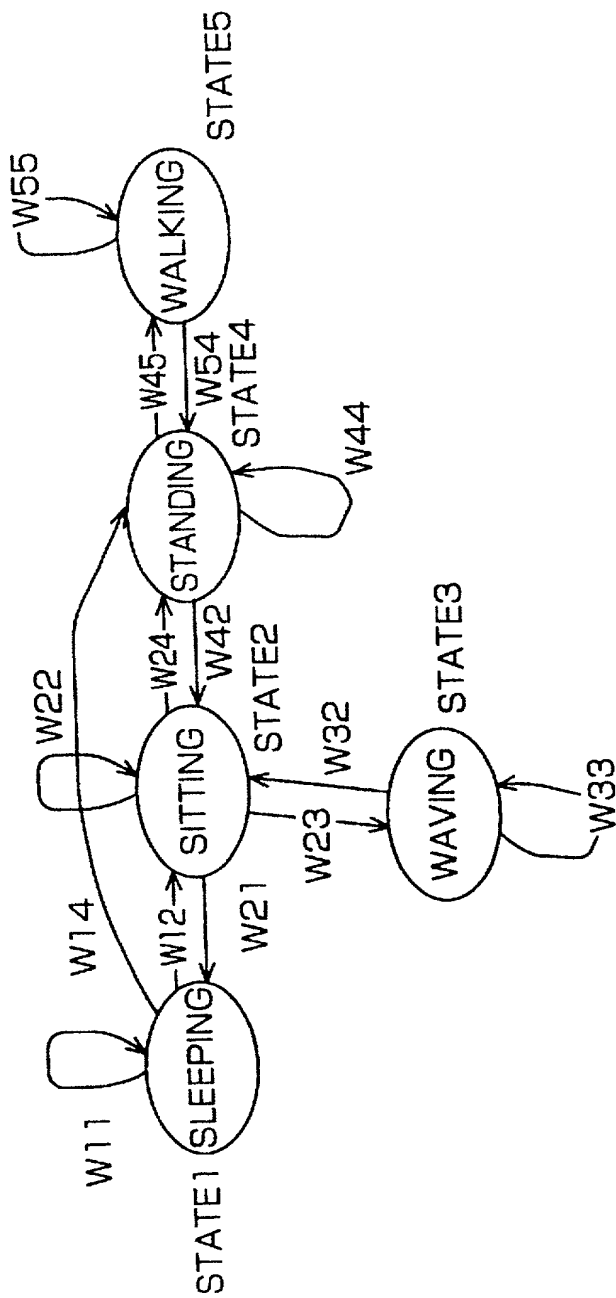 W11
W14
W22
W55
STATE1
SLEEPING
W12
W21
SITTING
W24
W42
STATE2
STANDING
W45
W54
STATE4
WALKING
STATE5
W23
W32
W44
WAVING
STATE3
W33